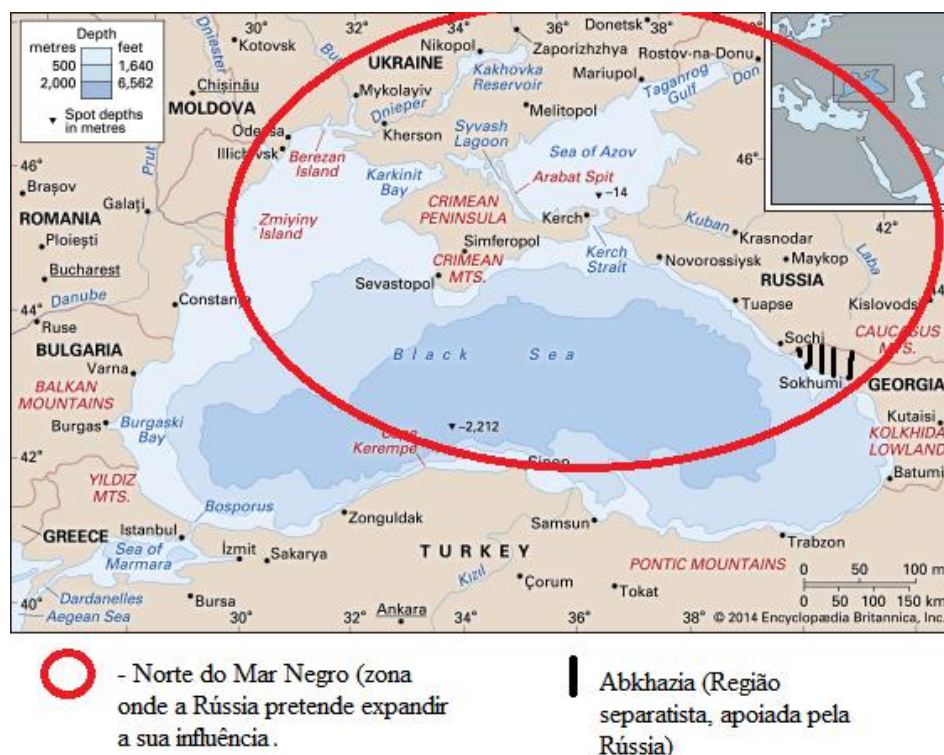 Depth
metres feet
500 1,640
2,000 6,562
▾ Spot depths
in metres
30°
32°
34°
36°
38°
Dniester
Kotovsk
Chişinău
MOLDOVA
Prut
Odessa
Illichivsk
UKRAINE
Nikopol
Zaporizhzhya
Donetsk
Rostov-na-Donu
Mariupol
Taganrog
Gulf
Don
Kakhovka
Reservoir
Mykolayiv
Dnieper
Kherson
Melitopol
Syvash
Lagoon
Sea of Azov
46°
Berezan
Island
Karkinit
Bay
Arabat Spit
▾-14
46°
Braşov
Galaţi
ROMANIA
Ploieşti
Bucharest
Zmiyiny
Island
CRIMEAN
PENINSULA
Simferopol
CRIMEAN
MTS.
Sevastopol
Kerch
Kerch
Strait
Kuban
Krasnodar
Maykop
Laba
42°
Novorossiysk
RUSSIA
Tuapse
Kislovods
44
Danube
44°
Ruse
Constanţa
BULGARIA
Varna
BALKAN
MOUNTAINS
Burgas
Burgaski
Bay
Black Sea
Sochi
CAUCASUS
MTS.
Sokhumi
GEORGIA
Kutaisi
KOLKHIDA
LOWLAND
Batumi
▾-2,212
Kerempe
Sinop
42°
YILDIZ
MTS.
Bosporus
GREECE
Istanbul
Sea of
Marmara
İzmit
Sakarya
Zonguldak
Samsun
Trabzon
TURKEY
PONTIC MOUNTAINS
Kızıl
Çorum
Tokat
Dardanelles
Aegean Sea
Bursa
Ankara
40°
30°
32°
34°
36°
38°
40°
0 50 100 m
0 50 100 150 km
© 2014 Encyclopædia Britannica, Inc.
- Norte do Mar Negro (zona
onde a Rússia pretende expandir
a sua influência .
Abkhazia (Região
separatista, apoiada pela
Rússia)